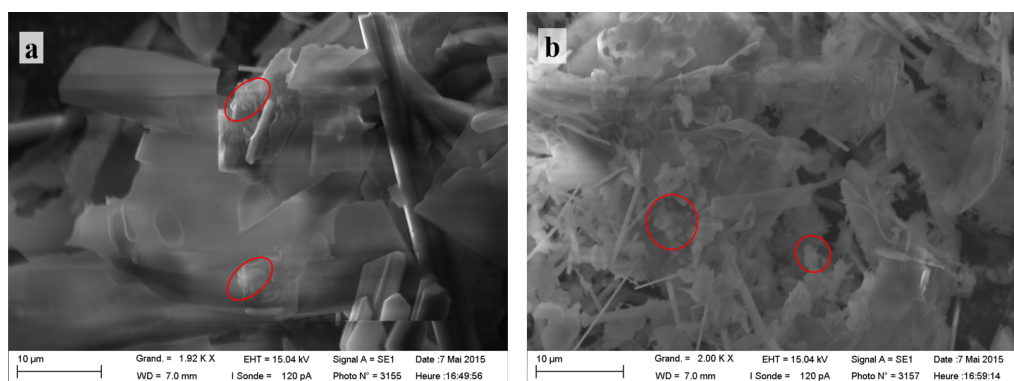 a
10 µm
Grand. = 1.92 K X
EHT = 15.04 kV
Signal A = SE1
Date :7 Mai 2015
WD = 7.0 mm
I Sonde = 120 pA
Photo N° = 3155
Heure :16:49:56
b
10 µm
Grand. = 2.00 K X
EHT = 15.04 kV
Signal A = SE1
Date :7 Mai 2015
WD = 7.0 mm
I Sonde = 120 pA
Photo N° = 3157
Heure :16:59:14